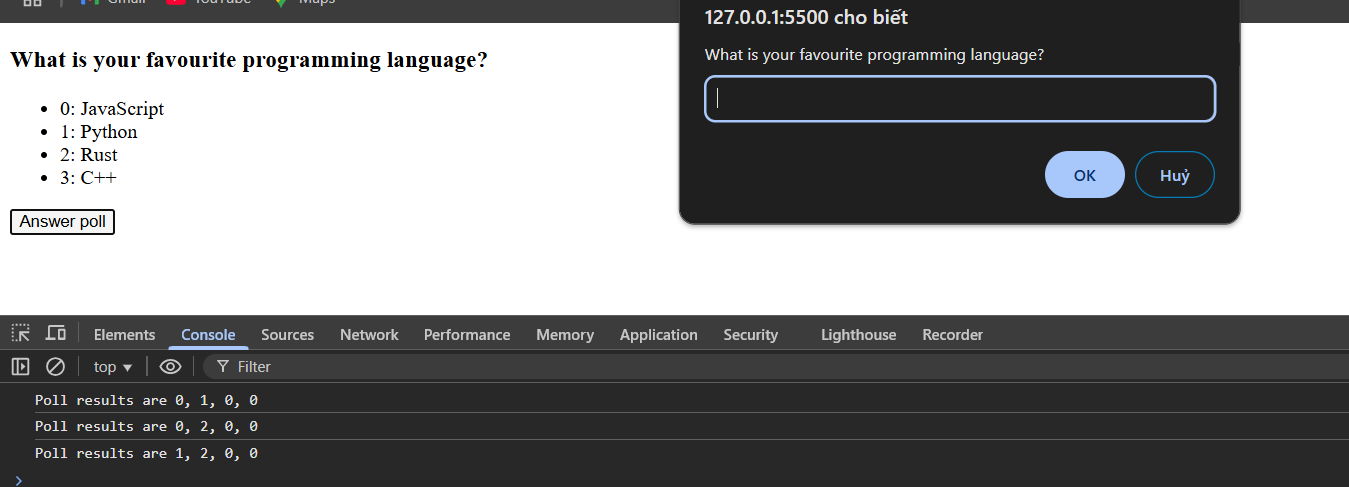 Gmail
YouTube
Maps
127.0.0.1:5500 cho biết
What is your favourite programming language?
OK
Huỷ
What is your favourite programming language?
0: JavaScript
1: Python
2: Rust
3: C++
Answer poll
Elements Console Sources Network Performance Memory Application Security Lighthouse Recorder
top Filter
Poll results are 0, 1, 0, 0
Poll results are 0, 2, 0, 0
Poll results are 1, 2, 0, 0